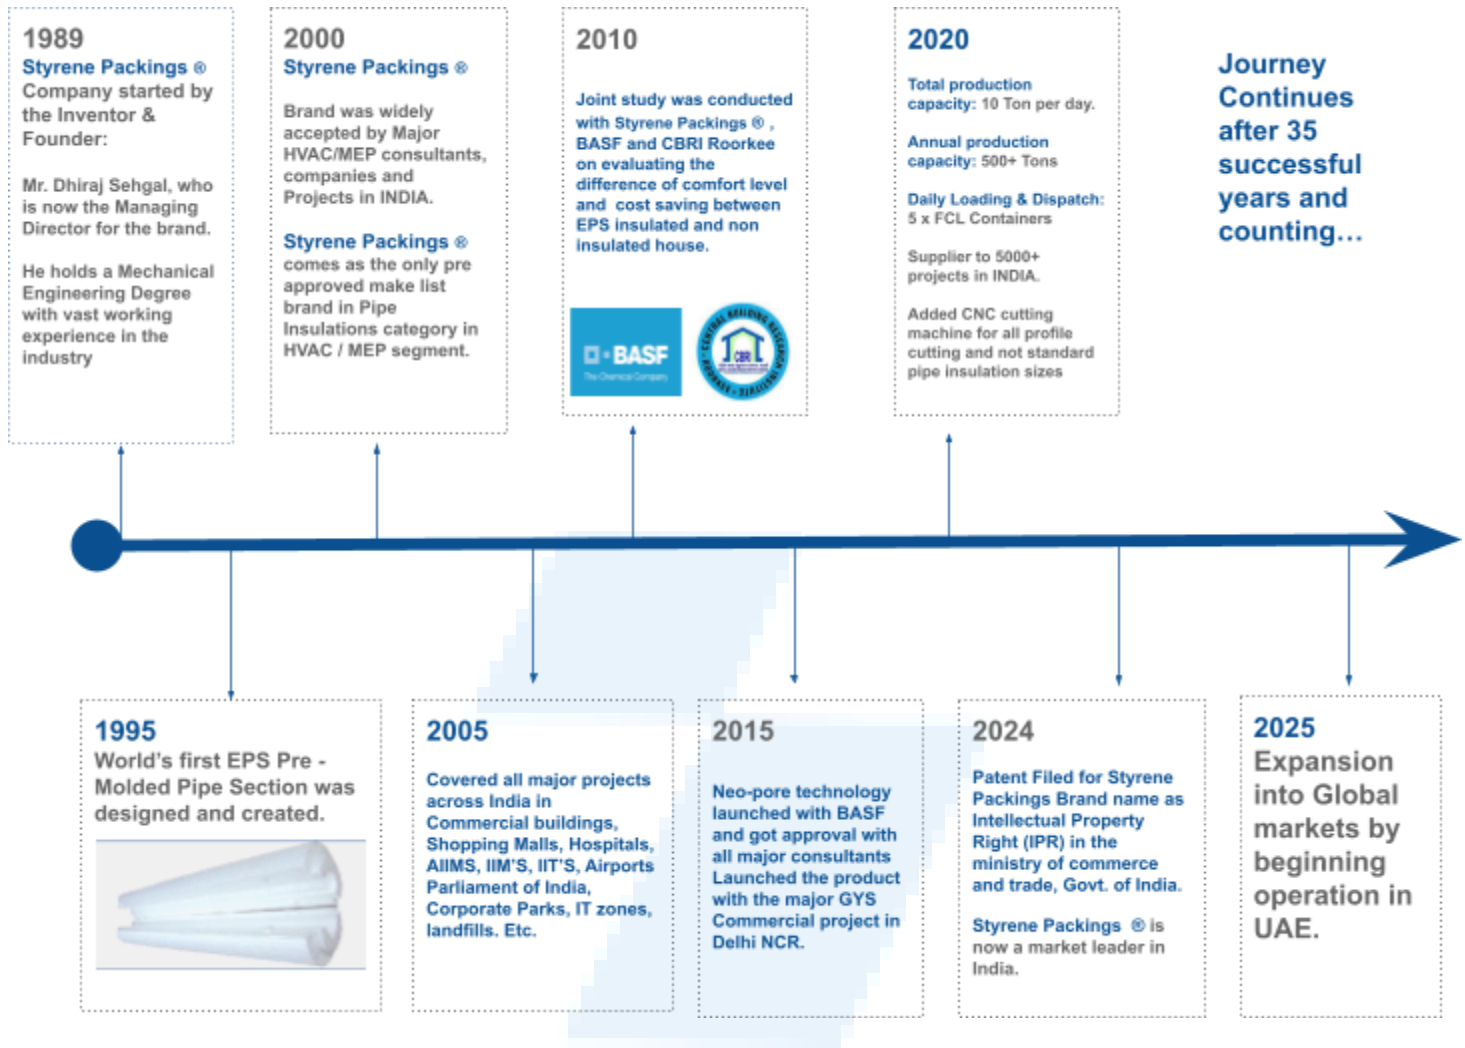 1989
Styrene Packings ®
Company started by
the Inventor &
Founder:
Mr. Dhiraj Sehgal, who
is now the Managing
Director for the brand.
He holds a Mechanical
Engineering Degree
with vast working
experience in the
industry
2000
Styrene Packings ®
Brand was widely
accepted by Major
HVAC/MEP consultants,
companies and
Projects in INDIA.
Styrene Packings ®
comes as the only pre
approved make list
brand in Pipe
Insulations category in
HVAC / MEP segment.
2010
Joint study was conducted
with Styrene Packings ® ,
BASF and CBRI Roorkee
on evaluating the
difference of comfort level
and cost saving between
EPS insulated and non
insulated house.
BASF
The Chemical Company
CENTRAL BUILDING RESEARCH INSTITUTE
ROORKEE
CBRI
2020
Total production
capacity: 10 Ton per day.
Annual production
capacity: 500+ Tons
Daily Loading & Dispatch:
5 x FCL Containers
Supplier to 5000+
projects in INDIA.
Added CNC cutting
machine for all profile
cutting and not standard
pipe insulation sizes
Journey
Continues
after 35
successful
years and
counting...
1995
World's first EPS Pre -
Molded Pipe Section was
designed and created.
2005
Covered all major projects
across India in
Commercial buildings,
Shopping Malls, Hospitals,
AIIMS, IIM'S, IIT'S, Airports
Parliament of India,
Corporate Parks, IT zones,
landfills. Etc.
2015
Neo-pore technology
launched with BASF
and got approval with
all major consultants
Launched the product
with the major GYS
Commercial project in
Delhi NCR.
2024
Patent Filed for Styrene
Packings Brand name as
Intellectual Property
Right (IPR) in the
ministry of commerce
and trade, Govt. of India.
Styrene Packings ® is
now a market leader in
India.
2025
Expansion
into Global
markets by
beginning
operation in
UAE.